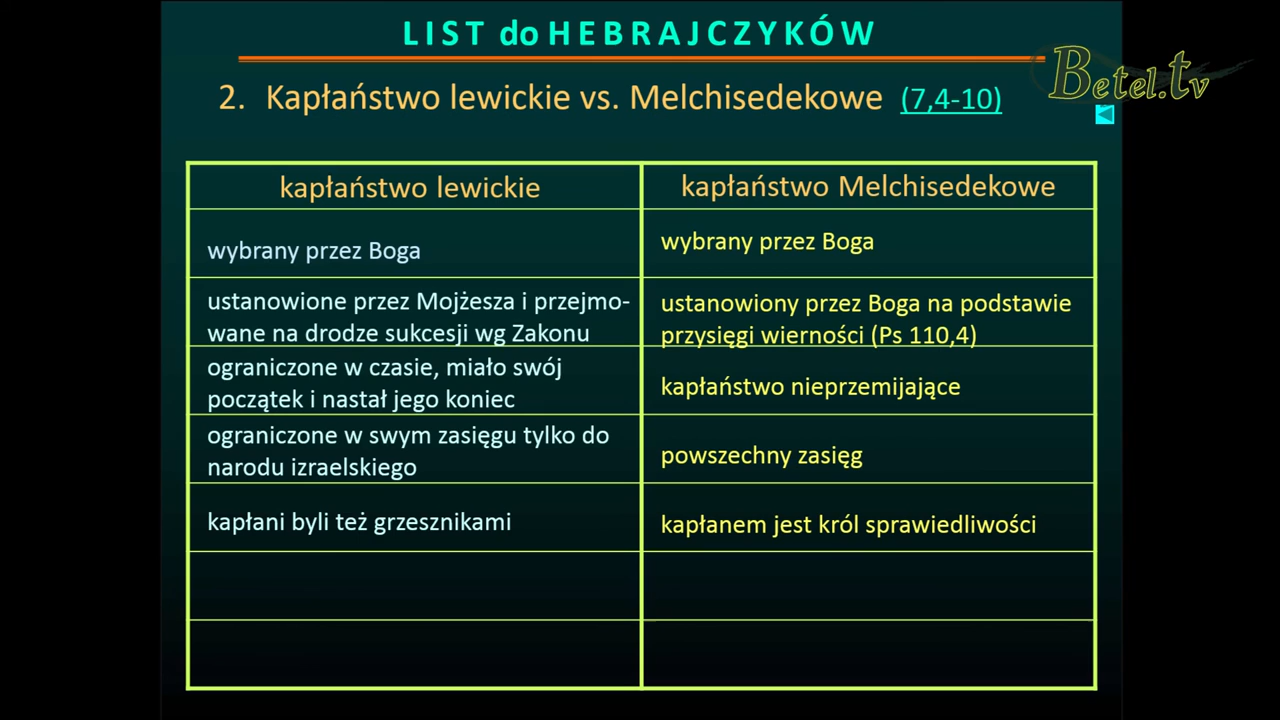 LIST do HEBRAJCZYKÓW
Betel.tv
2. Kapłaństwo lewickie vs. Melchisedekowe (7,4-10)
kapłaństwo lewickie
kapłaństwo Melchisedekowe
wybrany przez Boga
wybrany przez Boga
ustanowione przez Mojżesza i przejmo-
wane na drodze sukcesji wg Zakonu
ustanowiony przez Boga na podstawie
przysięgi wierności (Ps 110,4)
ograniczone w czasie, miało swój
początek i nastał jego koniec
kapłaństwo nieprzemijające
ograniczone w swym zasięgu tylko do
narodu izraelskiego
powszechny zasięg
kapłani byli też grzesznikami
kapłanem jest król sprawiedliwości